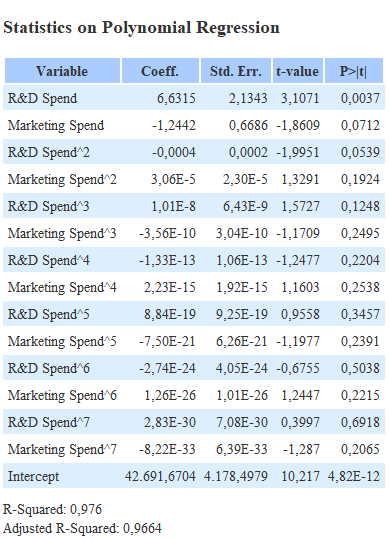 Statistics on Polynomial Regression
Variable Coeff. Std. Err. t-value P>|t|
R&D Spend 6,6315 2,1343 3,1071 0,0037
Marketing Spend -1,2442 0,6686 -1,8609 0,0712
R&D Spend^2 -0,0004 0,0002 -1,9951 0,0539
Marketing Spend^2 3,06E-5 2,30E-5 1,3291 0,1924
R&D Spend^3 1,01E-8 6,43E-9 1,5727 0,1248
Marketing Spend^3 -3,56E-10 3,04E-10 -1,1709 0,2495
R&D Spend^4 -1,33E-13 1,06E-13 -1,2477 0,2204
Marketing Spend^4 2,23E-15 1,92E-15 1,1603 0,2538
R&D Spend^5 8,84E-19 9,25E-19 0,9558 0,3457
Marketing Spend^5 -7,50E-21 6,26E-21 -1,1977 0,2391
R&D Spend^6 -2,74E-24 4,05E-24 -0,6755 0,5038
Marketing Spend^6 1,26E-26 1,01E-26 1,2447 0,2215
R&D Spend^7 2,83E-30 7,08E-30 0,3997 0,6918
Marketing Spend^7 -8,22E-33 6,39E-33 -1,287 0,2065
Intercept 42.691,6704 4.178,4979 10,217 4,82E-12
R-Squared: 0,976
Adjusted R-Squared: 0,9664